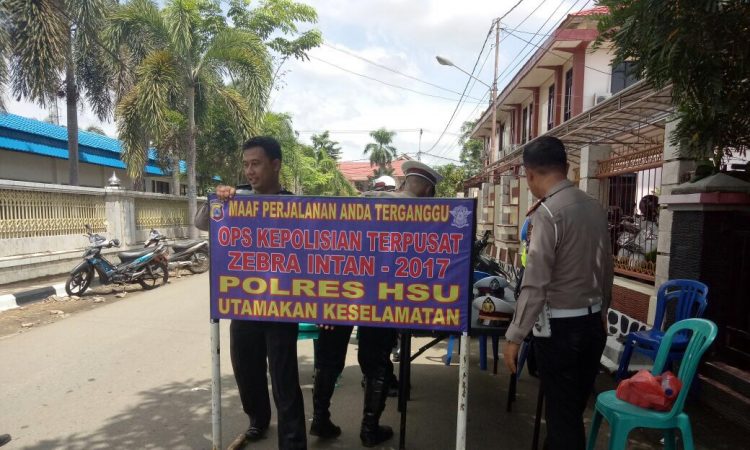 MAAF PERJALANAN ANDA TERGANGGU
OPS KEPOLISIAN TERPUSAT
ZEBRA INTAN - 2017
POLRES HSU
UTAMAKAN KESELAMATAN